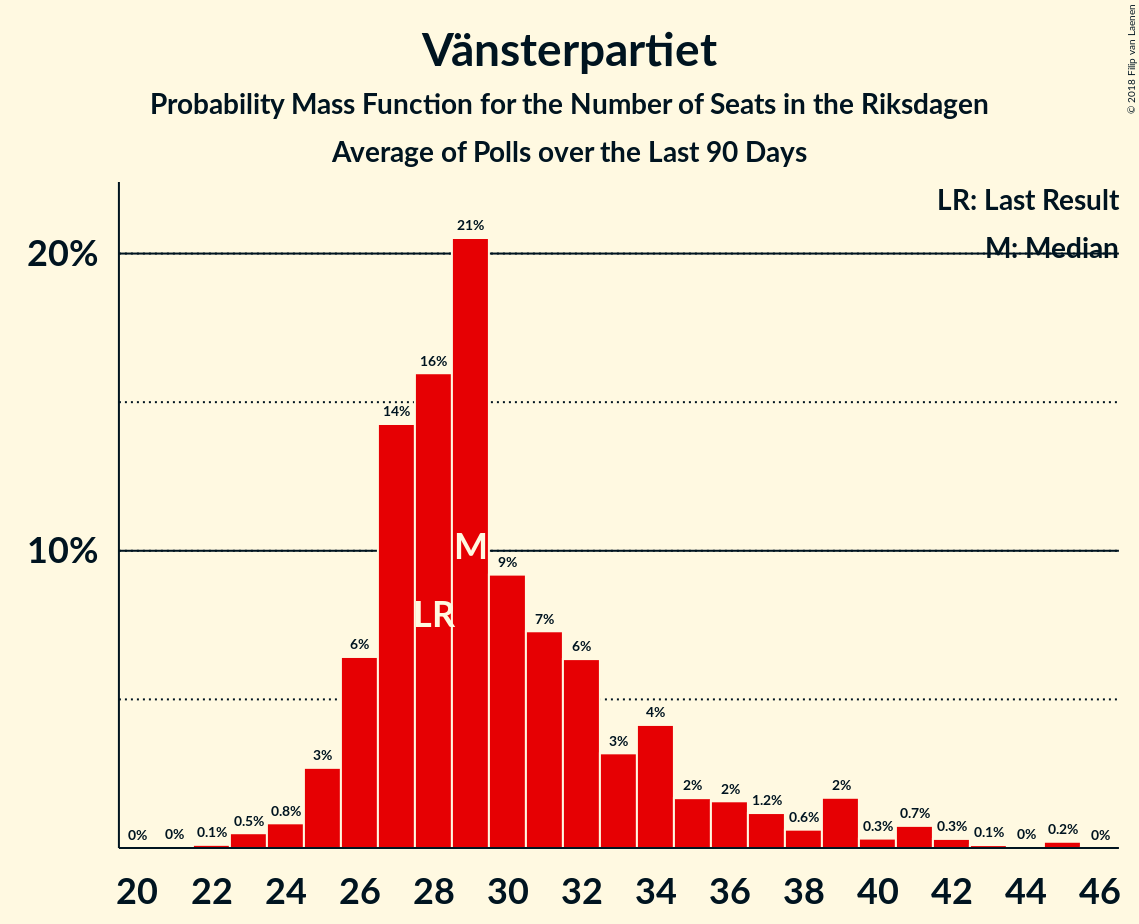 © 2018 Filip van Laenen
Vänsterpartiet
Probability Mass Function for the Number of Seats in the Riksdagen
Average of Polls over the Last 90 Days
LR: Last Result
M: Median
20%
10%
0% 0% 0.1% 0.5% 0.8% 3% 6% 14% 16% 21% 9% 7% 6% 3% 4% 2% 2% 1.2% 0.6% 2% 0.3% 0.7% 0.3% 0.1% 0% 0.2% 0%
M
LR
20 22 24 26 28 30 32 34 36 38 40 42 44 46